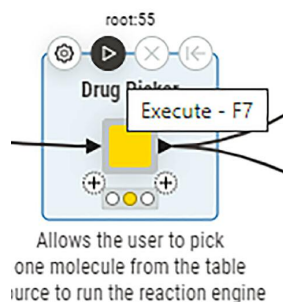 root:55
Drug Picker
Execute - F7
Allows the user to pick
one molecule from the table
ource to run the reaction engine